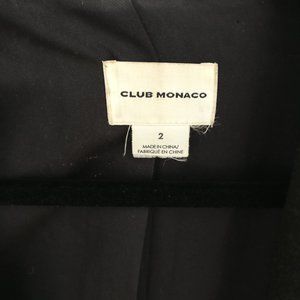 CLUB MONACO
2
MADE IN CHINA/
FABRIQUÉ EN CHINE